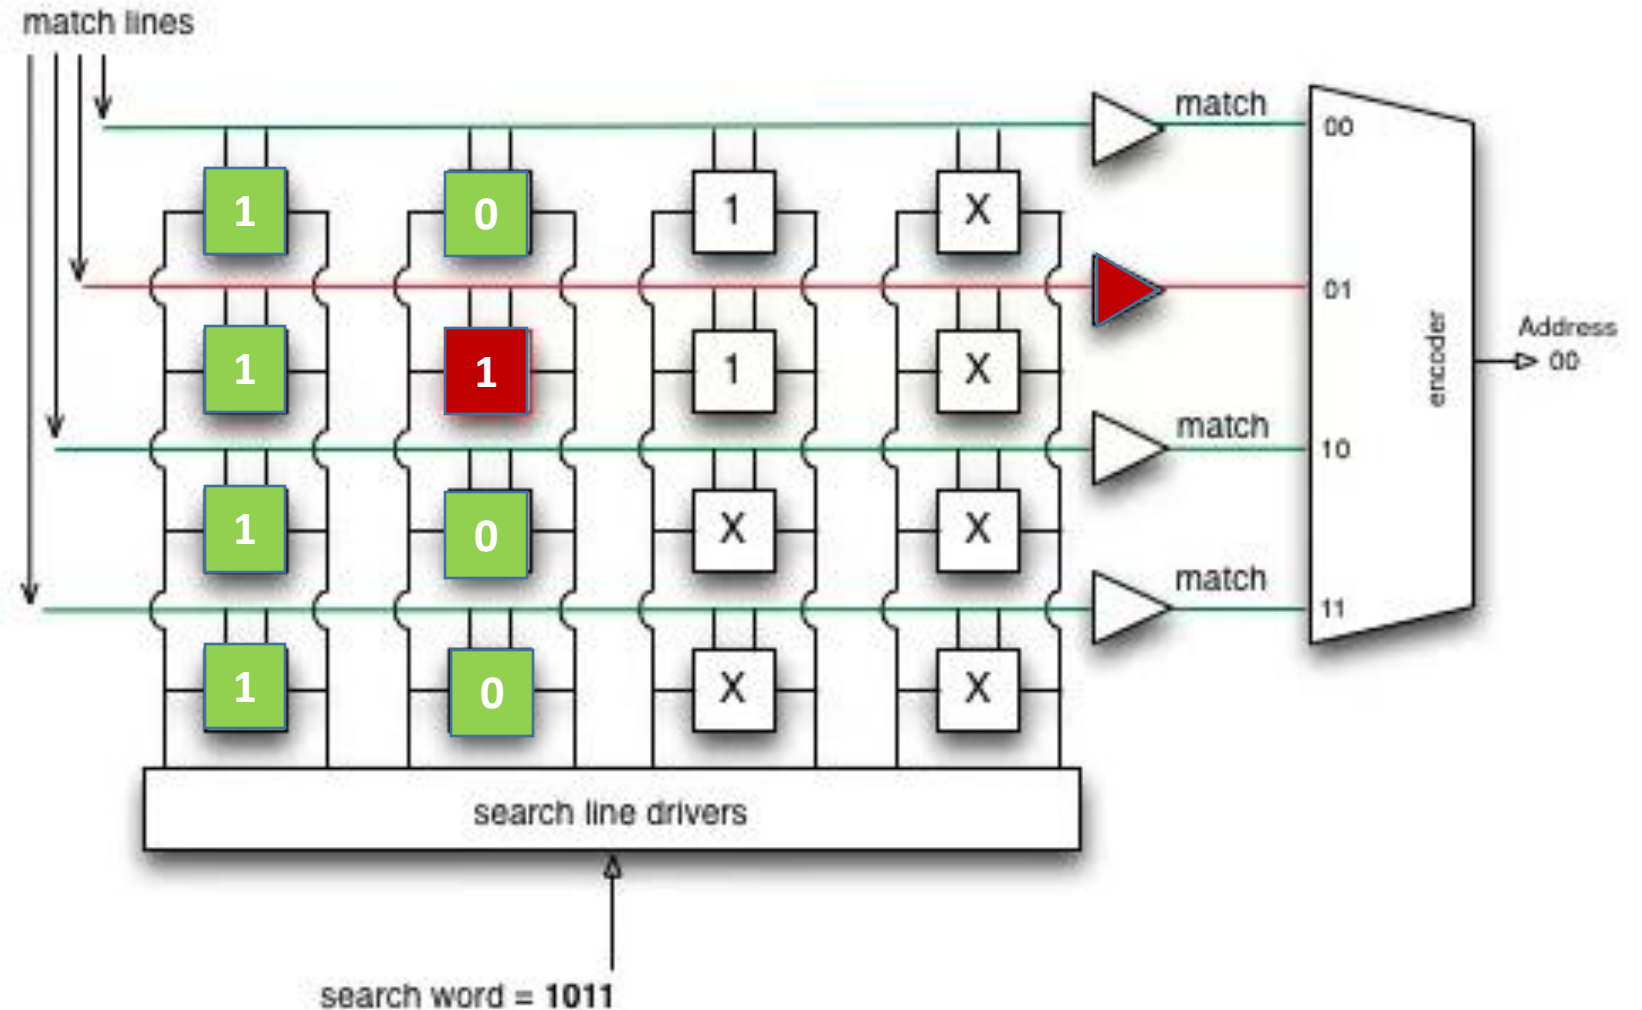 match lines
match
00
1 0 1 X
01
1 1 1 X
encoder
Address
00
match
10
1 0 X X
match
11
1 0 X X
search line drivers
search word = 1011